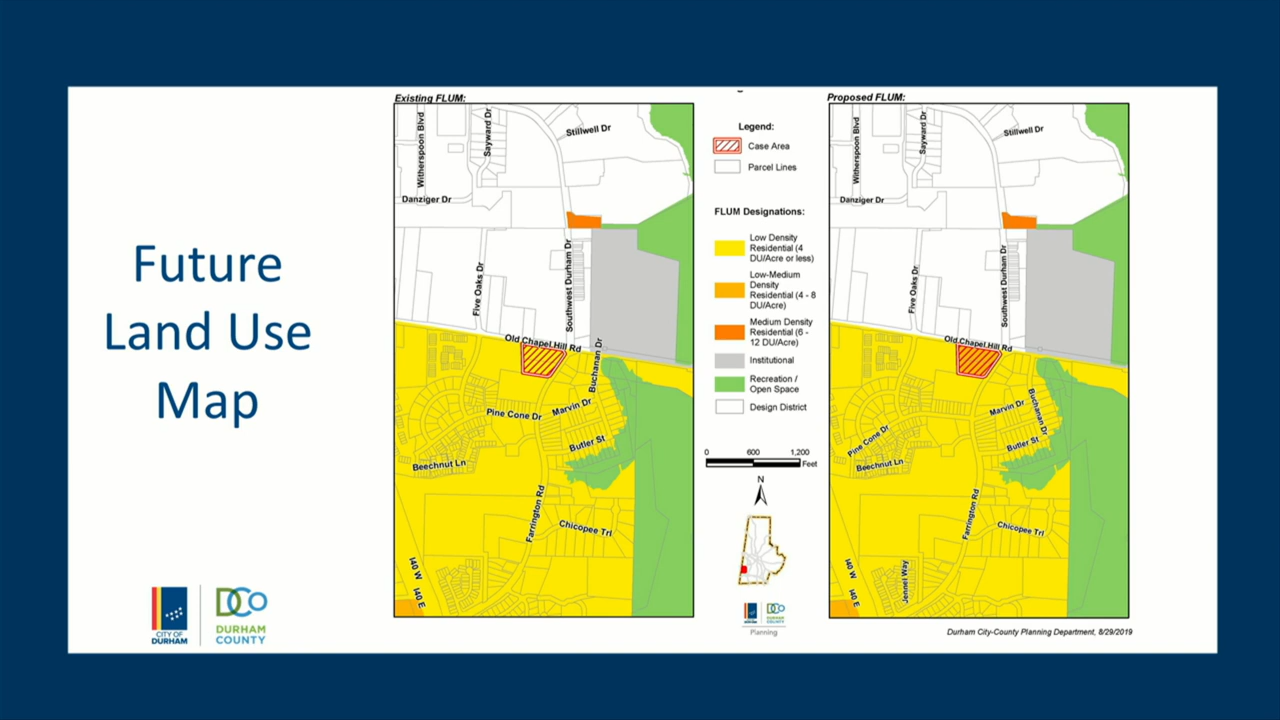 Future
Land Use
Map
CITY OF
DURHAM
DCO
DURHAM
COUNTY
Existing FLUM:
Witherspoon Blvd
Sayward Dr
Stillwell Dr
Danziger Dr
Five Oaks Dr
Southwest Durham Dr
Old Chapel Hill Rd
Buchanan Dr
Pine Cone Dr
Marvin Dr
Butler St
Beechnut Ln
Farrington Rd
Chicopee Trl
I40 W
I40 E
Legend:
Case Area
Parcel Lines
FLUM Designations:
Low Density
Residential (4
DU/Acre or less)
Low-Medium
Density
Residential (4 - 8
DU/Acre)
Medium Density
Residential (6 -
12 DU/Acre)
Institutional
Recreation /
Open Space
Design District
0 600 1,200
Feet
N
DURHAM
COUNTY
Planning
Proposed FLUM:
Witherspoon Blvd
Sayward Dr
Stillwell Dr
Danziger Dr
Five Oaks Dr
Southwest Durham Dr
Old Chapel Hill Rd
Marvin Dr
Buchanan Dr
Pine Cone Dr
Butler St
Beechnut Ln
Farrington Rd
Chicopee Trl
Jennel Way
I40 W
I40 E
Durham City-County Planning Department, 8/29/2019